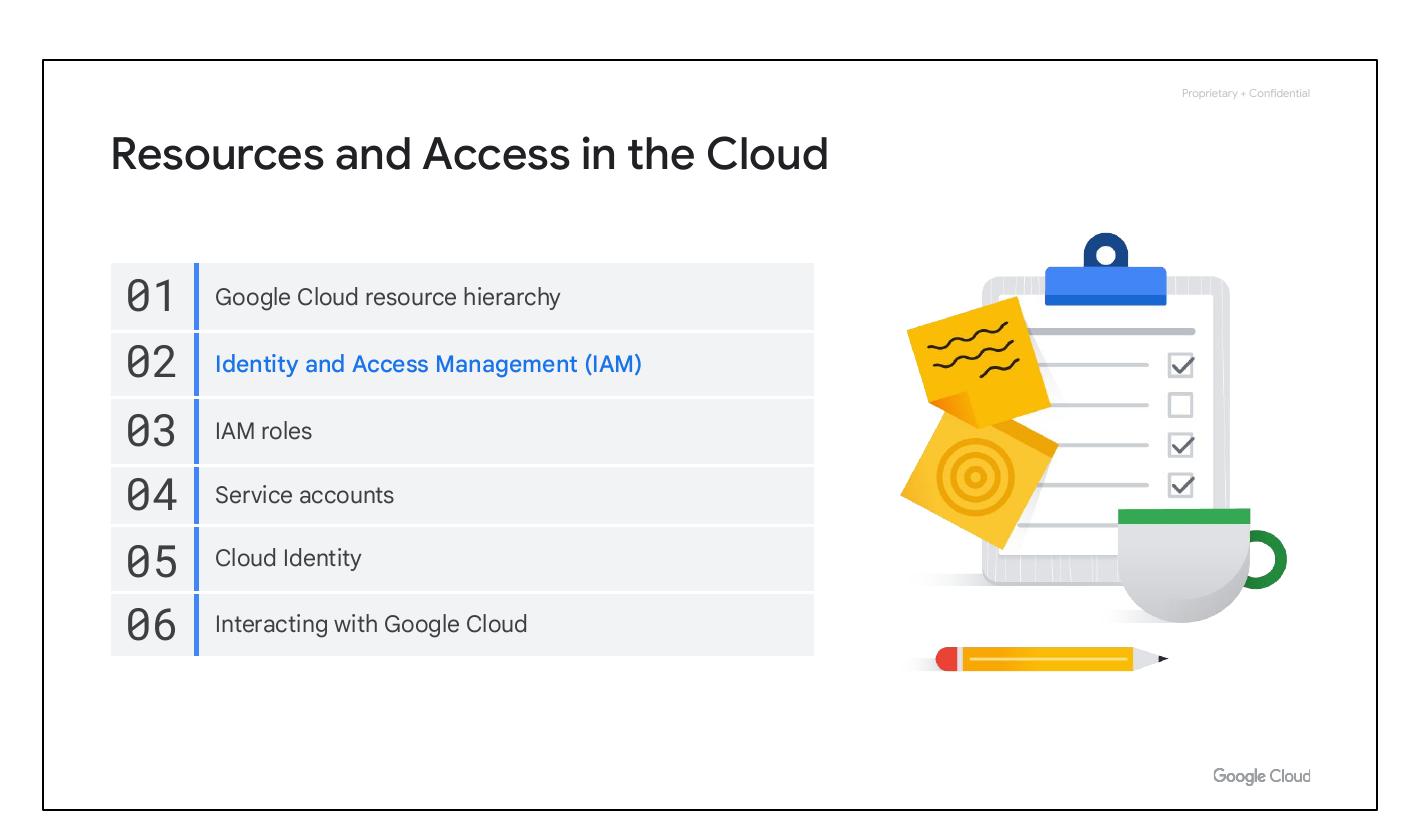 Proprietary + Confidential
Resources and Access in the Cloud
01 Google Cloud resource hierarchy
02 Identity and Access Management (IAM)
03 IAM roles
04 Service accounts
05 Cloud Identity
06 Interacting with Google Cloud
Google Cloud